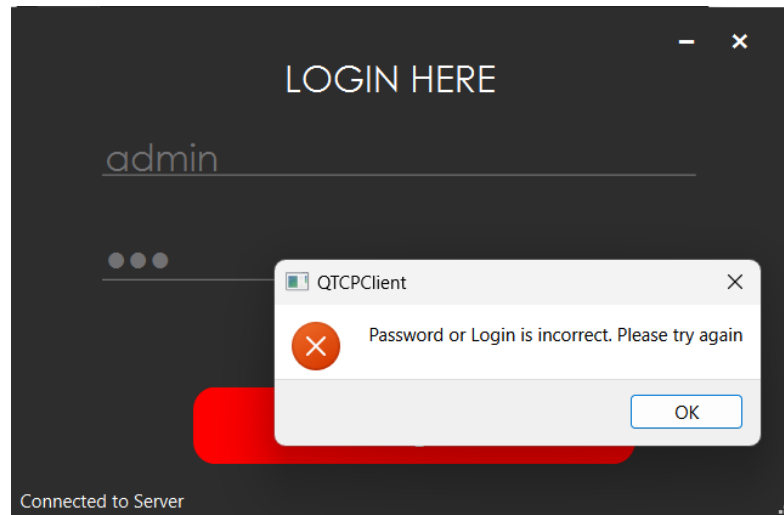 LOGIN HERE
admin
QTCPClient
Password or Login is incorrect. Please try again
OK
Connected to Server